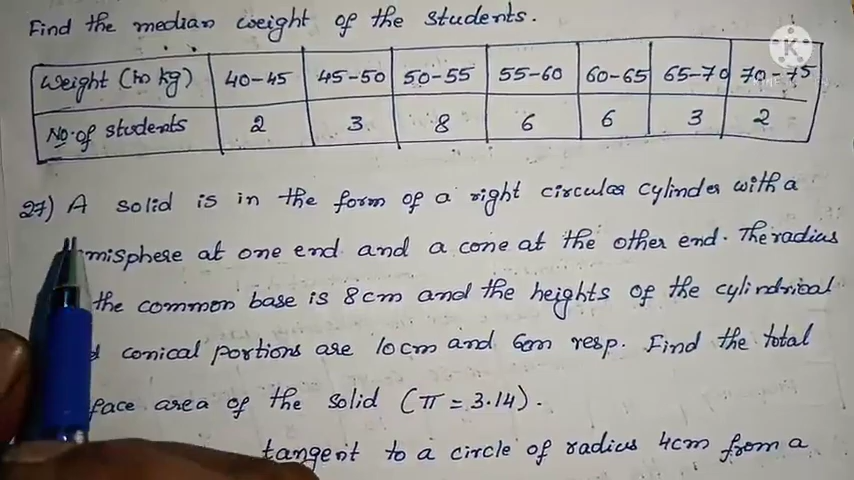 Find the median weight of the students.
Weight (in kg) 40-45 45-50 50-55 55-60 60-65 65-70 70-75
No. of students 2 3 8 6 6 3 2
27) A solid is in the form of a right circular cylinder with a
misphere at one end and a cone at the other end. The radius
the common base is 8cm and the heights of the cylindrical
conical portions are 10cm and 6cm resp. Find the total
face area of the solid (π = 3.14).
tangent to a circle of radius 4cm from a
K